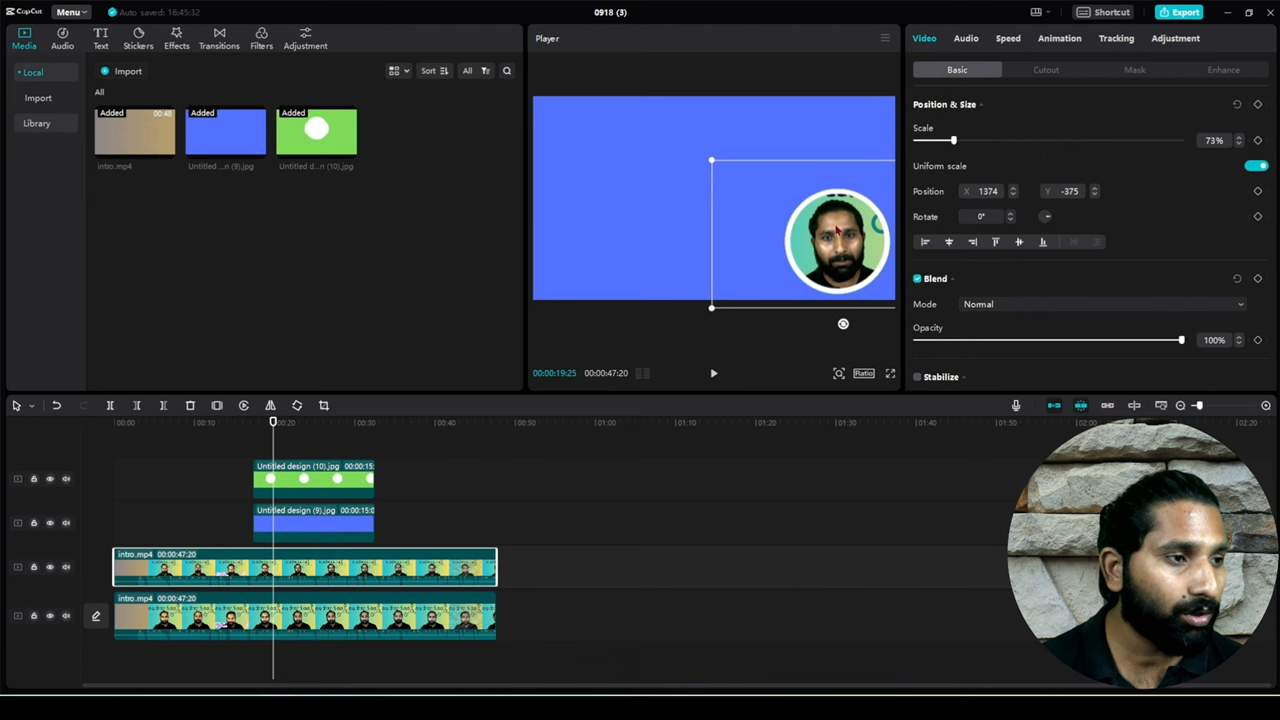 CapCut
Menu
Auto saved: 16:45:32
0918 (3)
Shortcut
Export
Media
Audio
Text
Stickers
Effects
Transitions
Filters
Adjustment
Player
Video
Audio
Speed
Animation
Tracking
Adjustment
Local
Import
Sort
All
Basic
Cutout
Mask
Enhance
Import
All
Library
Added
00:48
Added
Added
intro.mp4
Untitled ...n (9).jpg
Untitled d...n (10).jpg
Position & Size
Scale
73%
Uniform scale
Position
X
1374
Y
-375
Rotate
0°
Blend
Mode
Normal
Opacity
100%
Stabilize
00:00:19:25
00:00:47:20
Ratio
00:00
00:10
00:20
00:30
00:40
00:50
01:00
01:10
01:20
01:30
01:40
01:50
02:00
02:10
02:20
Untitled design (10).jpg 00:00:15:
Untitled design (9).jpg 00:00:15:0
intro.mp4 00:00:47:20
intro.mp4 00:00:47:20